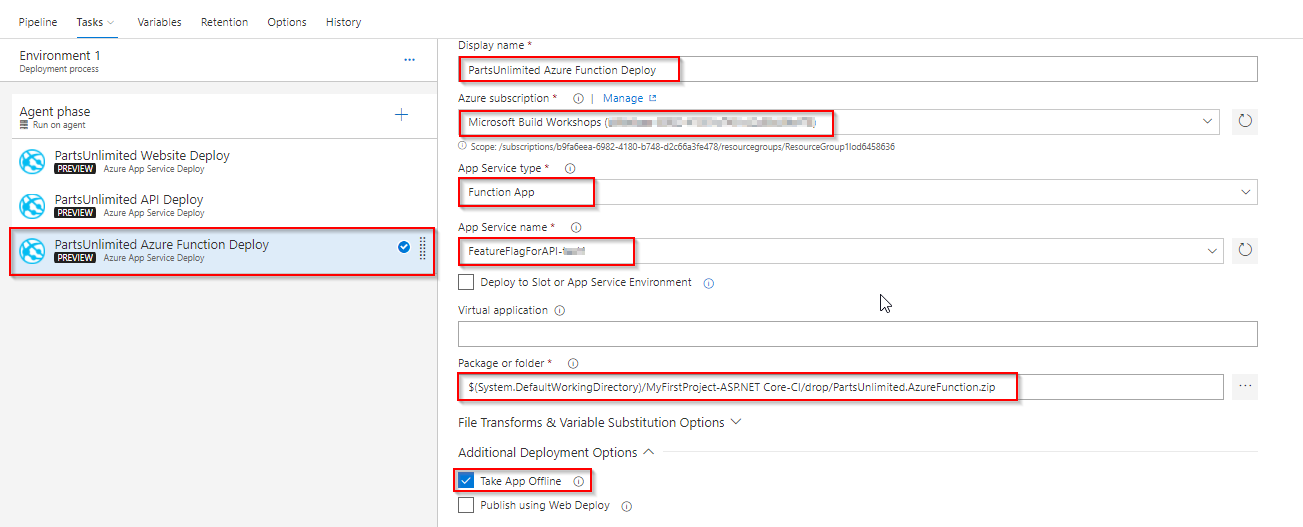 Pipeline Tasks Variables Retention Options History
Environment 1
Deployment process
Agent phase
Run on agent
PartsUnlimited Website Deploy
PREVIEW Azure App Service Deploy
PartsUnlimited API Deploy
PREVIEW Azure App Service Deploy
PartsUnlimited Azure Function Deploy
PREVIEW Azure App Service Deploy
Display name *
PartsUnlimited Azure Function Deploy
Azure subscription * | Manage
Microsoft Build Workshops (
Scope: /subscriptions/b9fa6eea-6982-4180-b748-d2c66a3fe478/resourcegroups/ResourceGroup1lod6458636
App Service type *
Function App
App Service name *
FeatureFlagForAPI-
Deploy to Slot or App Service Environment
Virtual application
Package or folder *
$(System.DefaultWorkingDirectory)/MyFirstProject-ASP.NET Core-CI/drop/PartsUnlimited.AzureFunction.zip
File Transforms & Variable Substitution Options
Additional Deployment Options
Take App Offline
Publish using Web Deploy